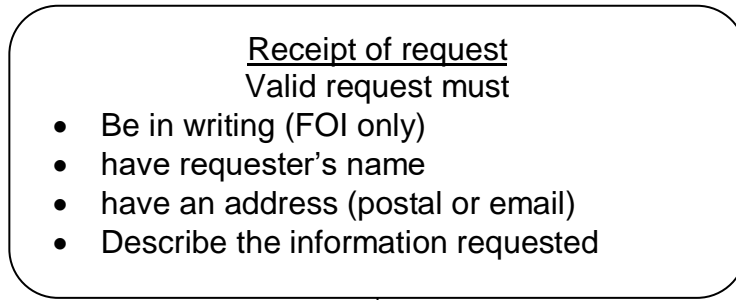 Receipt of request
Valid request must
• Be in writing (FOI only)
• have requester's name
• have an address (postal or email)
• Describe the information requested